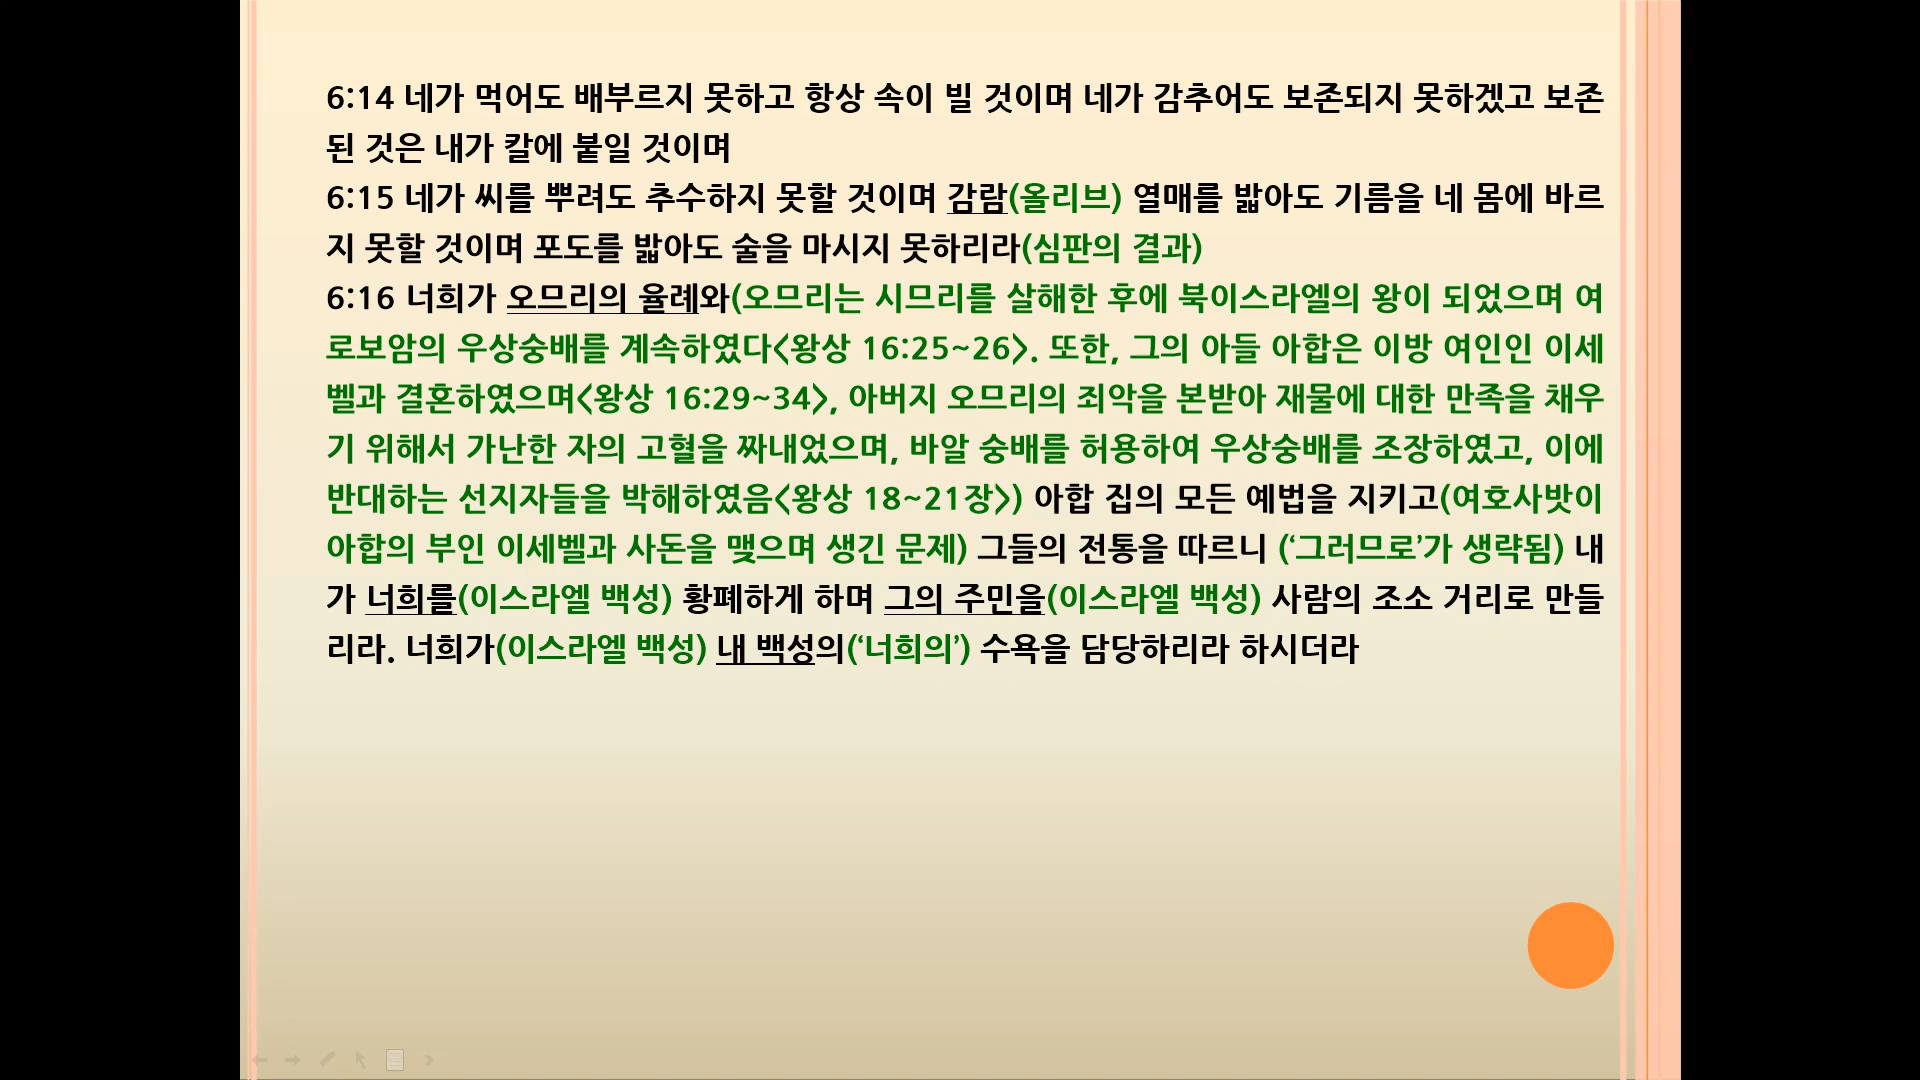 6:14 네가 먹어도 배부르지 못하고 항상 속이 빌 것이며 네가 감추어도 보존되지 못하겠고 보존
된 것은 내가 칼에 붙일 것이며
6:15 네가 씨를 뿌려도 추수하지 못할 것이며 감람(올리브) 열매를 밟아도 기름을 네 몸에 바르
지 못할 것이며 포도를 밟아도 술을 마시지 못하리라(심판의 결과)
6:16 너희가 오므리의 율례와(오므리는 시므리를 살해한 후에 북이스라엘의 왕이 되었으며 여
로보암의 우상숭배를 계속하였다<왕상 16:25~26>. 또한, 그의 아들 아합은 이방 여인인 이세
벨과 결혼하였으며<왕상 16:29~34>, 아버지 오므리의 죄악을 본받아 재물에 대한 만족을 채우
기 위해서 가난한 자의 고혈을 짜내었으며, 바알 숭배를 허용하여 우상숭배를 조장하였고, 이에
반대하는 선지자들을 박해하였음<왕상 18~21장>) 아합 집의 모든 예법을 지키고(여호사밧이
아합의 부인 이세벨과 사돈을 맺으며 생긴 문제) 그들의 전통을 따르니 (‘그러므로’가 생략됨) 내
가 너희를(이스라엘 백성) 황폐하게 하며 그의 주민을(이스라엘 백성) 사람의 조소 거리로 만들
리라. 너희가(이스라엘 백성) 내 백성의(‘너희의’) 수욕을 담당하리라 하시더라